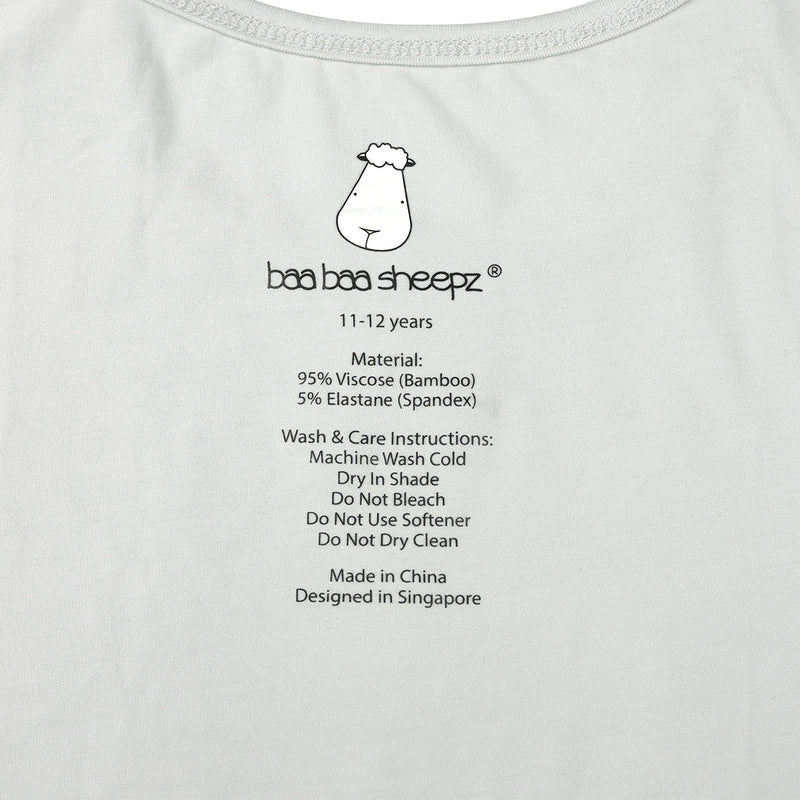 baa baa sheepz ®
11-12 years
Material:
95% Viscose (Bamboo)
5% Elastane (Spandex)
Wash & Care Instructions:
Machine Wash Cold
Dry In Shade
Do Not Bleach
Do Not Use Softener
Do Not Dry Clean
Made in China
Designed in Singapore